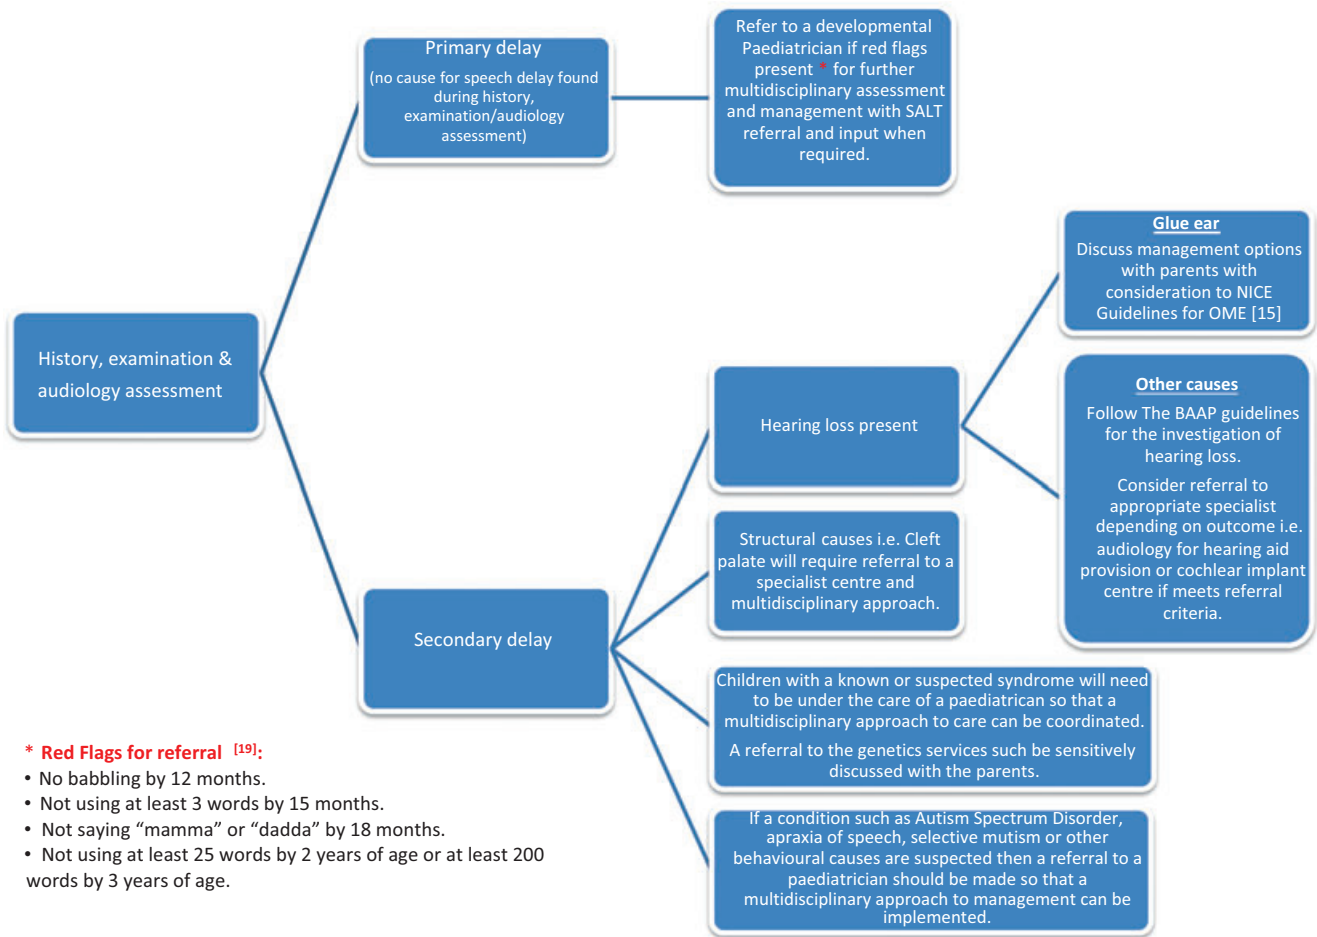 History, examination &
audiology assessment
Primary delay
(no cause for speech delay found
during history,
examination/audiology
assessment)
Refer to a developmental
Paediatrician if red flags
present * for further
multidisciplinary assessment
and management with SALT
referral and input when
required.
Secondary delay
Hearing loss present
Glue ear
Discuss management options
with parents with
consideration to NICE
Guidelines for OME [15]
Other causes
Follow The BAAP guidelines
for the investigation of
hearing loss.
Consider referral to
appropriate specialist
depending on outcome i.e.
audiology for hearing aid
provision or cochlear implant
centre if meets referral
criteria.
Structural causes i.e. Cleft
palate will require referral to a
specialist centre and
multidisciplinary approach.
Children with a known or suspected syndrome will need
to be under the care of a paediatrican so that a
multidisciplinary approach to care can be coordinated.
A referral to the genetics services such be sensitively
discussed with the parents.
If a condition such as Autism Spectrum Disorder,
apraxia of speech, selective mutism or other
behavioural causes are suspected then a referral to a
paediatrician should be made so that a
multidisciplinary approach to management can be
implemented.
* Red Flags for referral [19]:
• No babbling by 12 months.
• Not using at least 3 words by 15 months.
• Not saying “mamma” or “dadda” by 18 months.
• Not using at least 25 words by 2 years of age or at least 200
words by 3 years of age.